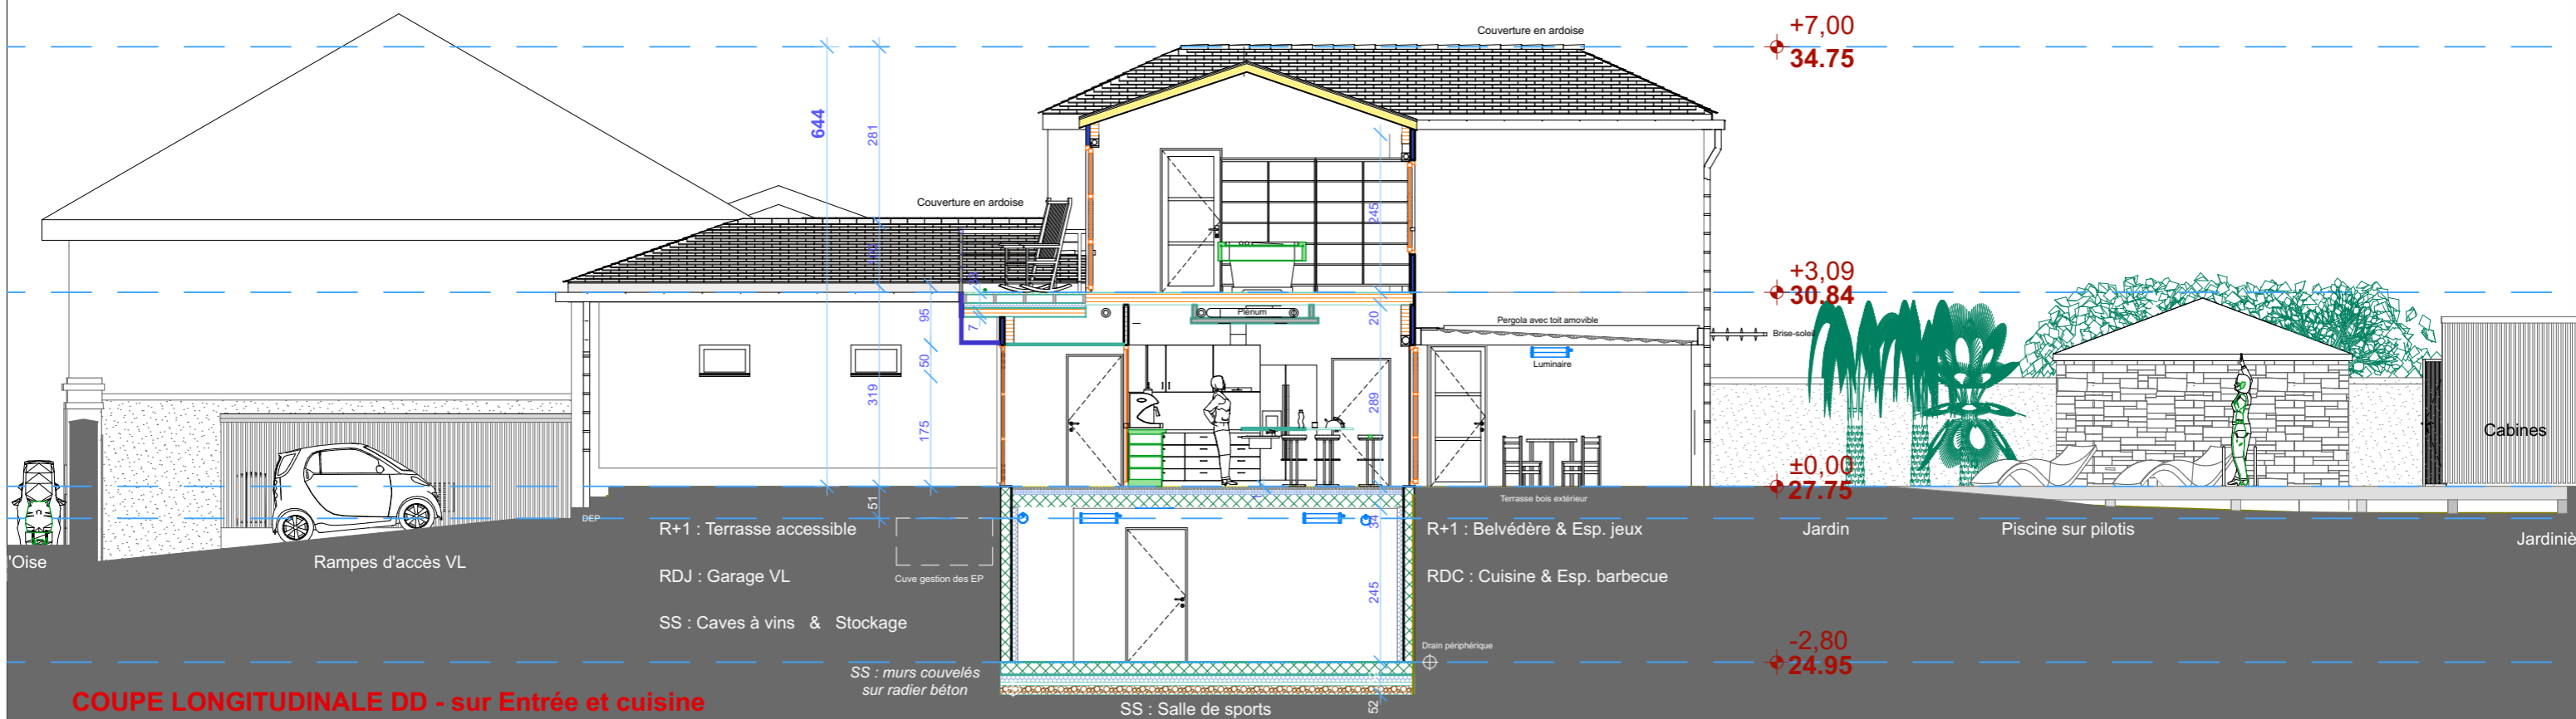 Couverture en ardoise
+7,00
34.75
644
281
Couverture en ardoise
245
+3,09
30.84
95
7
Plénum
20
Pergola avec toit amovible
Brise-soleil
Luminaire
50
319
289
175
Cabines
±0,00
27.75
Terrasse bois extérieur
51
DEP
34
R+1 : Terrasse accessible
R+1 : Belvédère & Esp. jeux
Jardin
Piscine sur pilotis
Jardiniè
l'Oise
Rampes d'accès VL
RDJ : Garage VL
Cuve gestion des EP
RDC : Cuisine & Esp. barbecue
245
SS : Caves à vins & Stockage
-2,80
24.95
Drain périphérique
SS : murs couvelés
sur radier béton
COUPE LONGITUDINALE DD - sur Entrée et cuisine
SS : Salle de sports
52